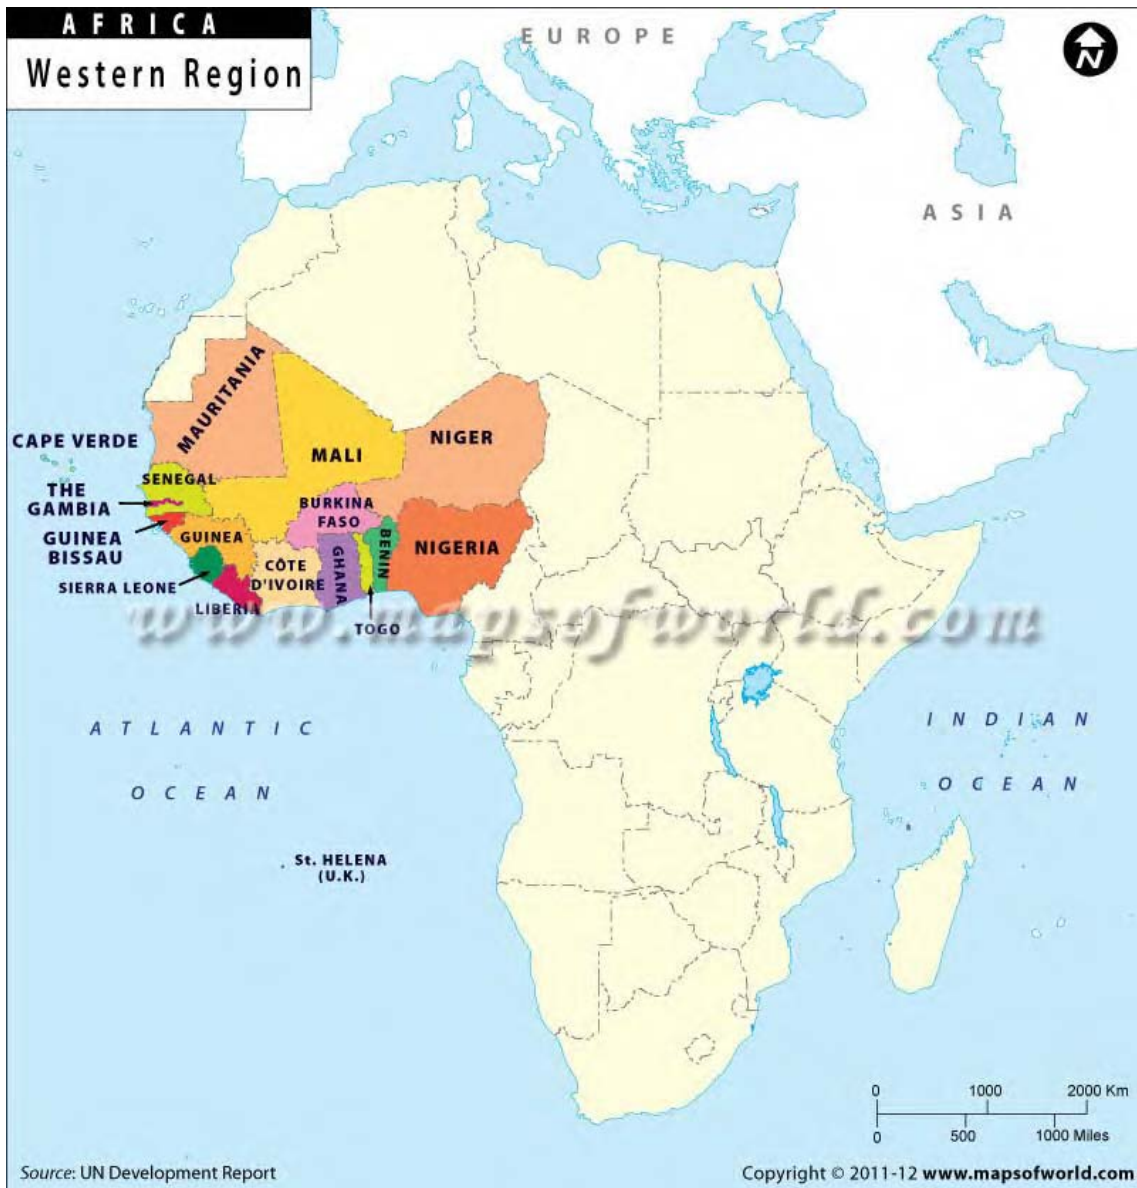 AFRICA
Western Region
EUROPE
N
ASIA
MAURITANIA
CAPE VERDE
MALI
NIGER
SENEGAL
THE
GAMBIA
BURKINA
FASO
GUINEA
BISSAU
GUINEA
BENIN
NIGERIA
GHANA
CÔTE
D'IVOIRE
SIERRA LEONE
LIBERIA
TOGO
www.mapsofworld.com
ATLANTIC
OCEAN
INDIAN
OCEAN
St. HELENA
(U.K.)
0 1000 2000 Km
0 500 1000 Miles
Source: UN Development Report
Copyright © 2011-12 www.mapsofworld.com